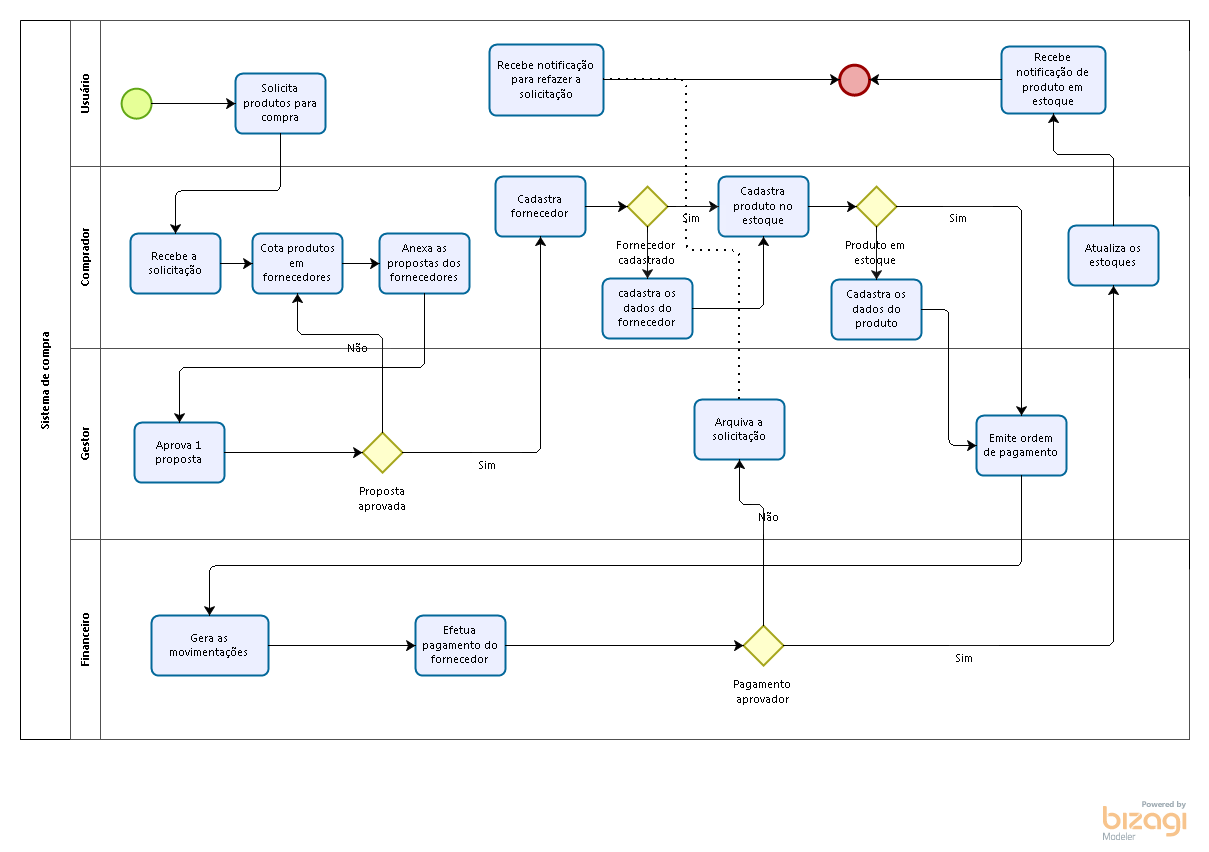 Sistema de compra
Usuário
Solicita
produtos para
compra
Recebe notificação
para refazer a
solicitação
Recebe
notificação de
produto em
estoque
Comprador
Recebe a
solicitação
Cota produtos
em
fornecedores
Anexa as
propostas dos
fornecedores
Cadastra
fornecedor
Fornecedor
cadastrado
Sim
cadastra os
dados do
fornecedor
Cadastra
produto no
estoque
Produto em
estoque
Sim
Cadastra os
dados do
produto
Atualiza os
estoques
Não
Gestor
Aprova 1
proposta
Proposta
aprovada
Sim
Arquiva a
solicitação
Não
Emite ordem
de pagamento
Financeiro
Gera as
movimentações
Efetua
pagamento do
fornecedor
Pagamento
aprovador
Sim
Powered by
bizagi
Modeler